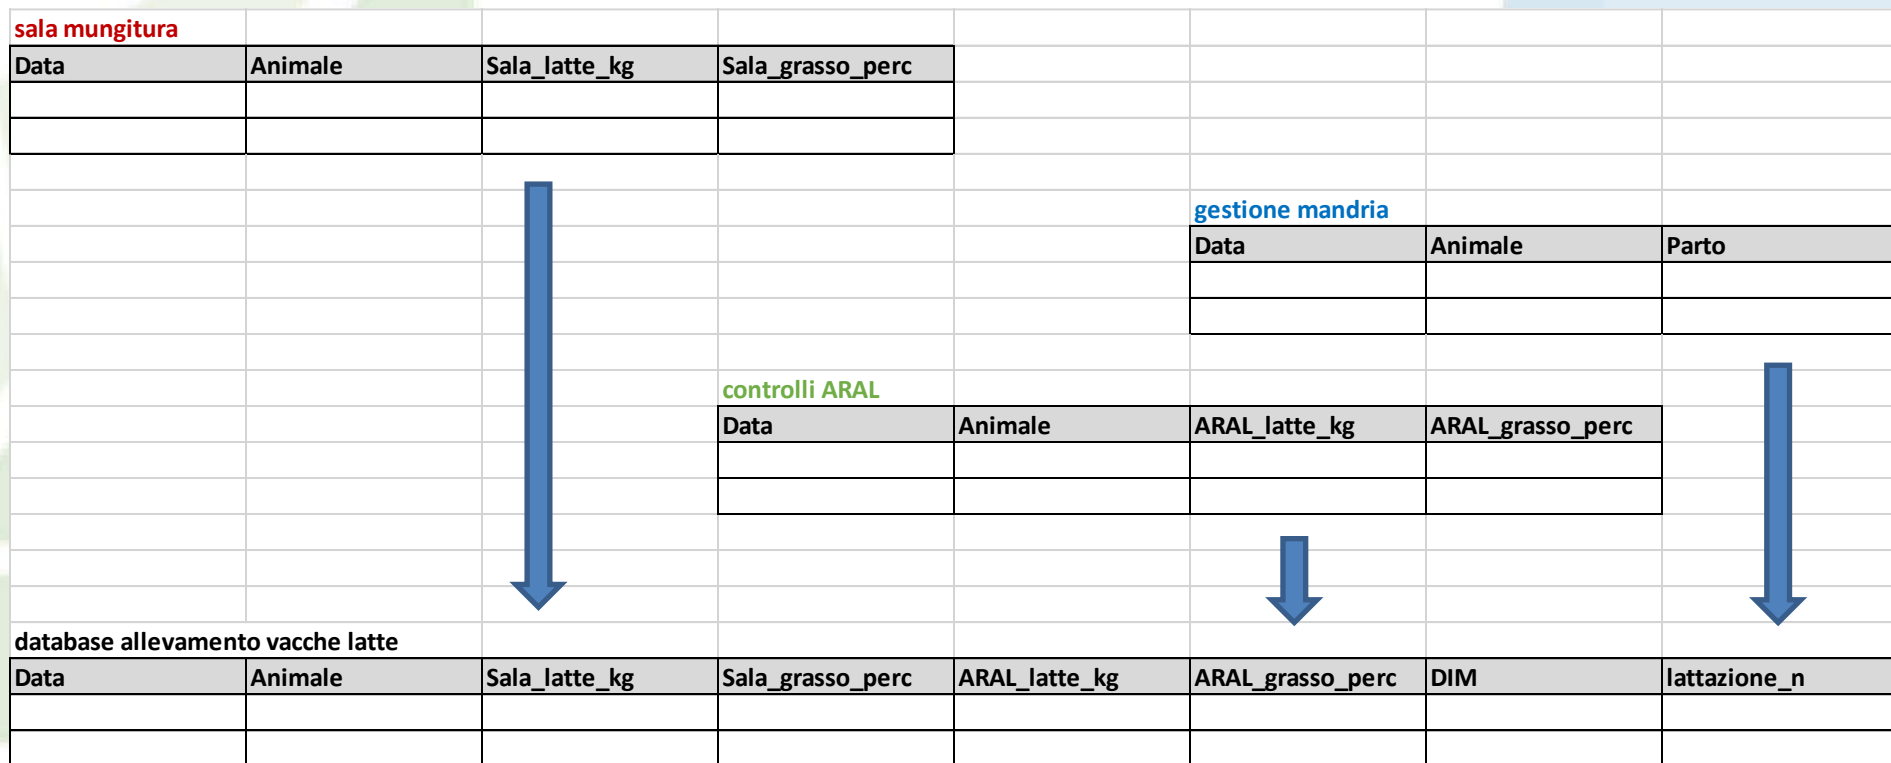 sala mungitura
Data Animale Sala_latte_kg Sala_grasso_perc
gestione mandria
Data Animale Parto
controlli ARAL
Data Animale ARAL_latte_kg ARAL_grasso_perc
database allevamento vacche latte
Data Animale Sala_latte_kg Sala_grasso_perc ARAL_latte_kg ARAL_grasso_perc DIM lattazione_n